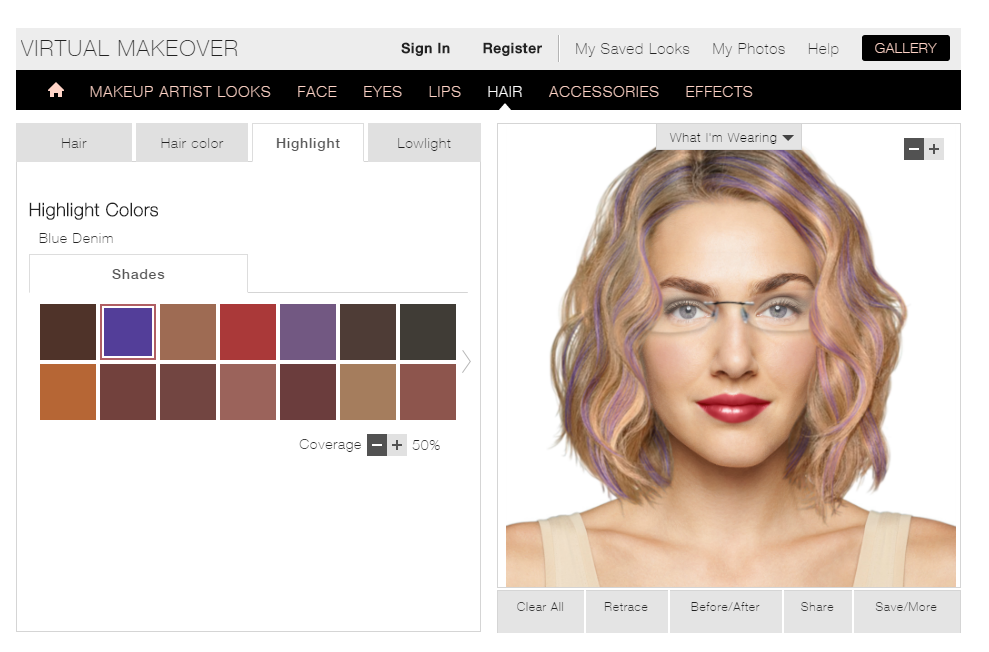 VIRTUAL MAKEOVER Sign In Register My Saved Looks My Photos Help GALLERY
MAKEUP ARTIST LOOKS FACE EYES LIPS HAIR ACCESSORIES EFFECTS
Hair Hair color Highlight Lowlight
What I'm Wearing
Highlight Colors
Blue Denim
Shades
Coverage 50%
Clear All Retrace Before/After Share Save/More